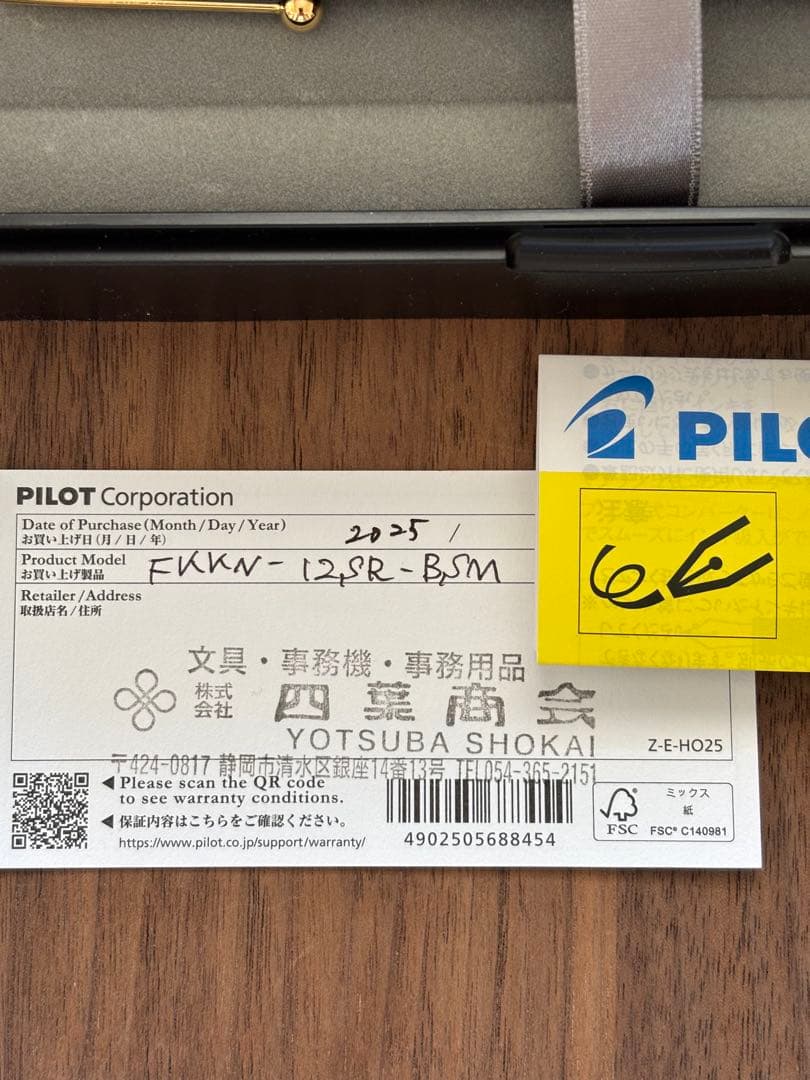 PILOT
PILOT Corporation
Date of Purchase (Month / Day / Year)
お買い上げ日 (月 / 日 / 年)
2025 /
Product Model
お買い上げ製品
FKKN-12SR-BSM
Retailer / Address
取扱店名 / 住所
文具・事務機・事務用品
株式会社 四葉商会
YOTSUBA SHOKAI
Z-E-HO25
〒424-0817 静岡市清水区銀座14番13号 TEL054-365-2151
◀ Please scan the QR code
to see warranty conditions.
◀ 保証内容はこちらをご確認ください。
https://www.pilot.co.jp/support/warranty/
4902505688454
ミックス
紙
FSC
FSC® C140981